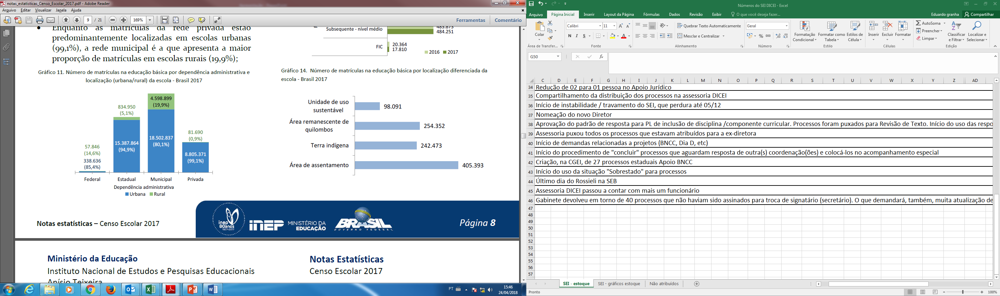 notas_estatisticas_Censo_Escolar_2017.pdf - Adobe Reader
Arquivo Editar Visualizar Janela Ajuda
9 / 21
169%
Ferramentas
Comentário
Enquanto as matrículas da rede privada estão
predominantemente localizadas em escolas urbanas
(99,1%), a rede municipal é a que apresenta a maior
proporção de matrículas em escolas rurais (19,9%);
Gráfico 11. Número de matrículas na educação básica por dependência administrativa e
localização (urbana/rural) da escola - Brasil 2017
57.846
(14,6%)
338.636
(85,4%)
834.950
(5,1%)
15.387.864
(94,9%)
4.598.899
(19,9%)
18.502.837
(80,1%)
81.690
(0,9%)
8.805.371
(99,1%)
Federal
Estadual
Municipal
Privada
Dependência administrativa
Urbana Rural
Subsequente - nível médio
483.873
484.251
FIC
20.364
17.810
2016 2017
Gráfico 14. Número de matrículas na educação básica por localização diferenciada da
escola - Brasil 2017
Unidade de uso
sustentável
98.091
Área remanescente de
quilombos
254.352
Terra indígena
242.473
Área de assentamento
405.393
Notas estatísticas – Censo Escolar 2017
inep
80anos
1937•2017
inep
MINISTÉRIO DA
EDUCAÇÃO
BRASIL
GOVERNO FEDERAL
Página 8
Ministério da Educação
Instituto Nacional de Estudos e Pesquisas Educacionais
Anísio Teixeira
Notas Estatísticas
Censo Escolar 2017
PT
15:46
24/04/2018
Números do SEI DICEI - Excel
Arquivo
Página Inicial
Inserir
Layout da Página
Fórmulas
Dados
Revisão
Exibir
O que você deseja fazer...
Eduardo granha
Compartilhar
Colar
Área de Transfer...
Calibri
11
N I S
Fonte
Quebrar Texto Automaticamente
Mesclar e Centralizar
Alinhamento
Geral
% 000
Número
Formatação
Condicional
Formatar como
Tabela
Estilos de
Célula
Estilo
Inserir
Excluir
Formatar
Células
AutoSoma
Preencher
Limpar
Classificar
e Filtrar
Localizar e
Selecionar
Edição
G50
fx
C D E F G H I J K L M N O P Q R S T U V W X Y Z AD
34 Redução de 02 para 01 pessoa no Apoio Jurídico
35 Compartilhamento da distribuição dos processos na assessoria DICEI
36 Início de instabilidade / travamento do SEI, que perdura até 05/12
37 Nomeação do novo Diretor
38 Aprovação do padrão de resposta para PL de inclusão de disciplina /componente curricular. Processos foram puxados para Revisão de Texto. Início do uso das respo
39 Assessoria puxou todos os processos que estavam atribuídos para a ex-diretora
40 Início de demandas relacionadas a projetos (BNCC, Dia D, etc)
41 Início do procedimento de "concluir" processos que aguardam resposta de outra(s) coordenação(ões) e colocá-los no acompanhamento especial
42 Criação, na CGEI, de 27 processos estaduais Apoio BNCC
43 Início do uso da situação "Sobrestado" para processos
44 Último dia do Rossieli na SEB
45 Assessoria DICEI passou a contar com mais um funcionário
46 Gabinete devolveu em torno de 40 processos que não haviam sido assinados para troca de signatário (secretário). O que demandará, também, muita atualização de
47
48
49
50
51
52
53
54
55
56
57
SEI - estoque
SEI - gráficos estoque
Não atribuídos
Pronto
100%